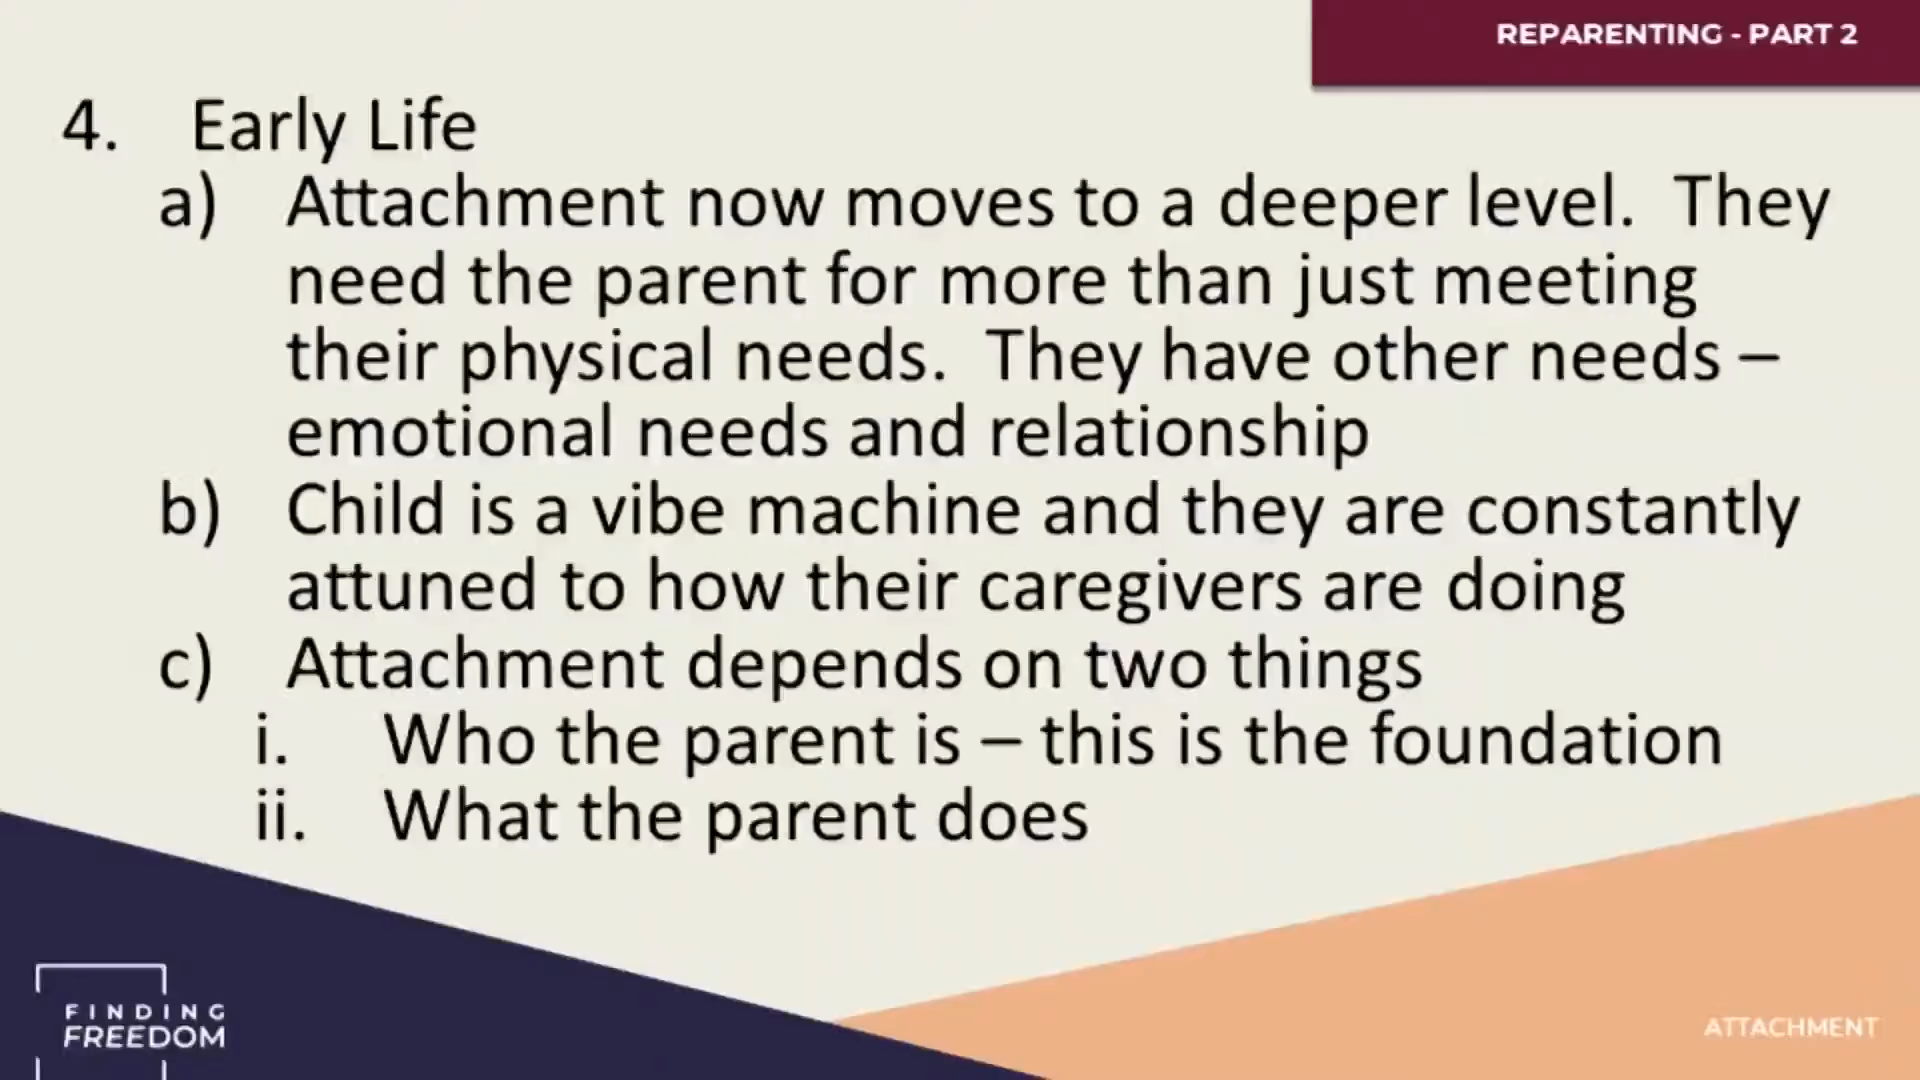 REPARENTING - PART 2
4. Early Life
a) Attachment now moves to a deeper level. They
need the parent for more than just meeting
their physical needs. They have other needs –
emotional needs and relationship
b) Child is a vibe machine and they are constantly
attuned to how their caregivers are doing
c) Attachment depends on two things
i. Who the parent is – this is the foundation
ii. What the parent does
FINDING
FREEDOM
ATTACHMENT